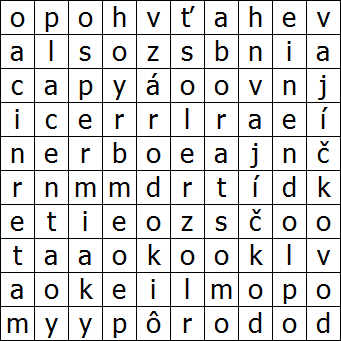 o p o h v ť a h e v
a l s o z s b n i a
c a p y á o o v n j
i c e r r l r a e í
n e r b o e a j n č
r n m m d r t í d k
e t i e o z s č o o
t a a o k o o k l v
a o k e i l m o p o
m y y p ô r o d o d